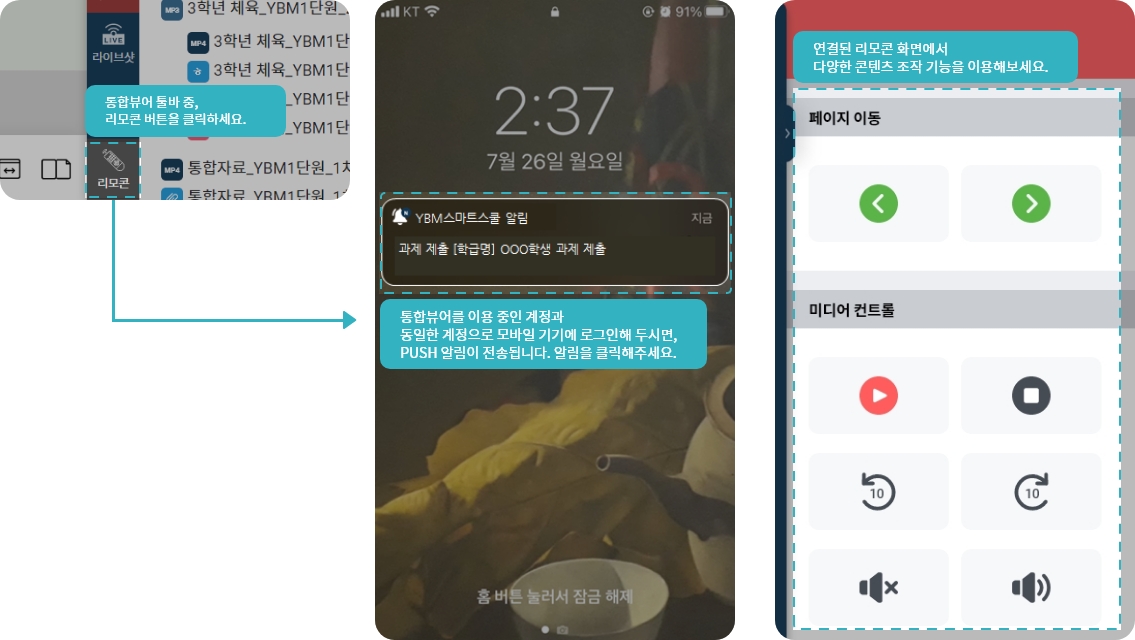 MP3 3학년 체육_YBM1단원_
LIVE
라이브샷
MP4 3학년 체육_YBM1단
3학년 체육_YBM1단
통합뷰어 툴바 중,
리모콘 버튼을 클릭하세요.
_YBM1단
_YBM1단
리모콘
MP4 통합자료_YBM1단원_1차
통합자료_YBM1단원_1
KT
91%
2:37
7월 26일 월요일
YBM스마트스쿨 알림
지금
과제 제출 [학급명] OOO학생 과제 제출
통합뷰어를 이용 중인 계정과
동일한 계정으로 모바일 기기에 로그인해 두시면,
PUSH 알림이 전송됩니다. 알림을 클릭해주세요.
홈 버튼 눌러서 잠금 해제
연결된 리모콘 화면에서
다양한 콘텐츠 조작 기능을 이용해보세요.
페이지 이동
미디어 컨트롤
10
10